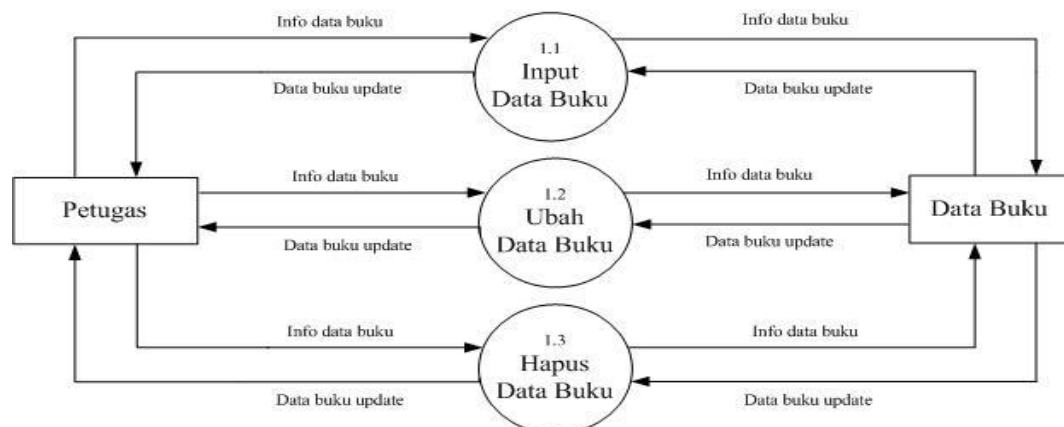 Info data buku
Info data buku
1.1
Input
Data Buku
Data buku update
Data buku update
Petugas
Info data buku
Info data buku
1.2
Ubah
Data Buku
Data Buku
Data buku update
Data buku update
Info data buku
Info data buku
1.3
Hapus
Data Buku
Data buku update
Data buku update